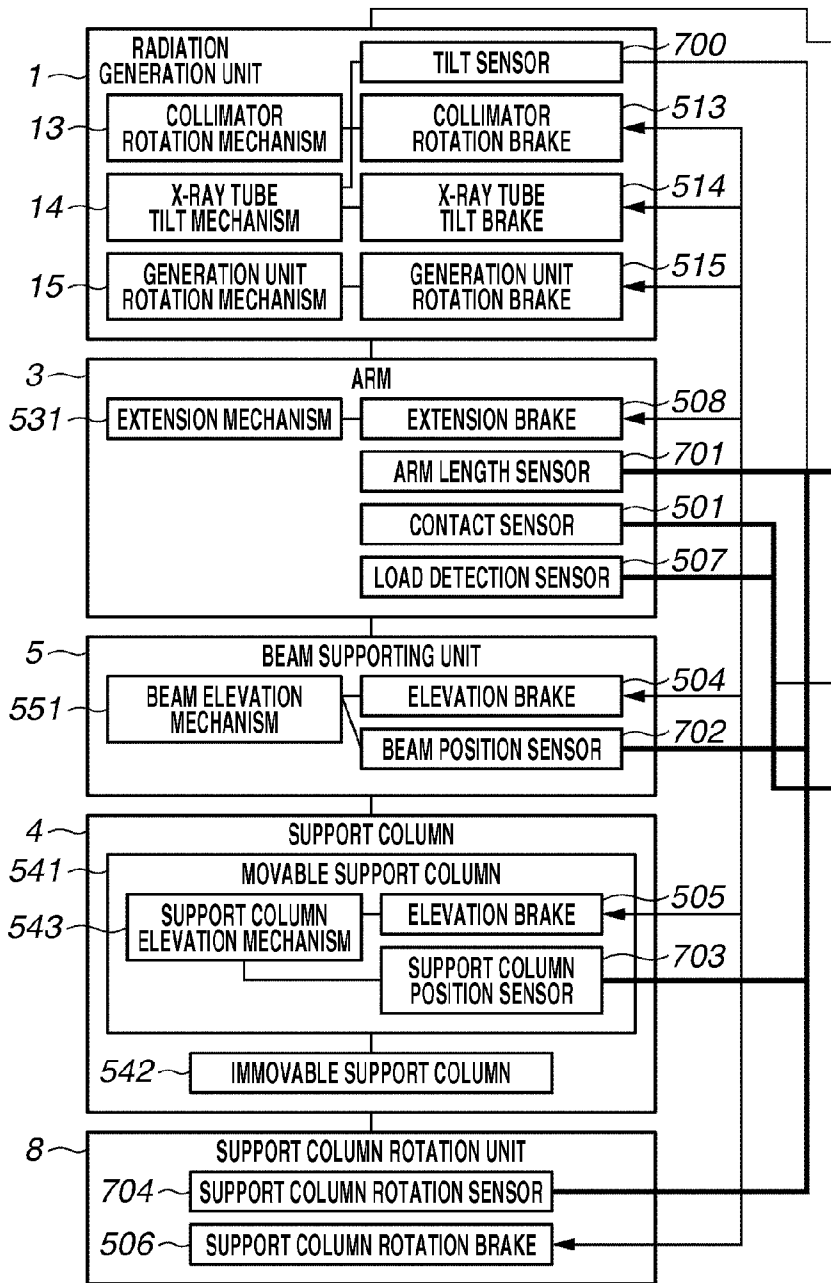 RADIATION
GENERATION UNIT
1
TILT SENSOR
700
13
COLLIMATOR
ROTATION MECHANISM
COLLIMATOR
ROTATION BRAKE
513
14
X-RAY TUBE
TILT MECHANISM
X-RAY TUBE
TILT BRAKE
514
15
GENERATION UNIT
ROTATION MECHANISM
GENERATION UNIT
ROTATION BRAKE
515
3
ARM
531
EXTENSION MECHANISM
EXTENSION BRAKE
508
ARM LENGTH SENSOR
701
CONTACT SENSOR
501
LOAD DETECTION SENSOR
507
5
BEAM SUPPORTING UNIT
551
BEAM ELEVATION
MECHANISM
ELEVATION BRAKE
504
BEAM POSITION SENSOR
702
4
SUPPORT COLUMN
541
MOVABLE SUPPORT COLUMN
543
SUPPORT COLUMN
ELEVATION MECHANISM
ELEVATION BRAKE
505
SUPPORT COLUMN
POSITION SENSOR
703
542
IMMOVABLE SUPPORT COLUMN
8
SUPPORT COLUMN ROTATION UNIT
704
SUPPORT COLUMN ROTATION SENSOR
506
SUPPORT COLUMN ROTATION BRAKE